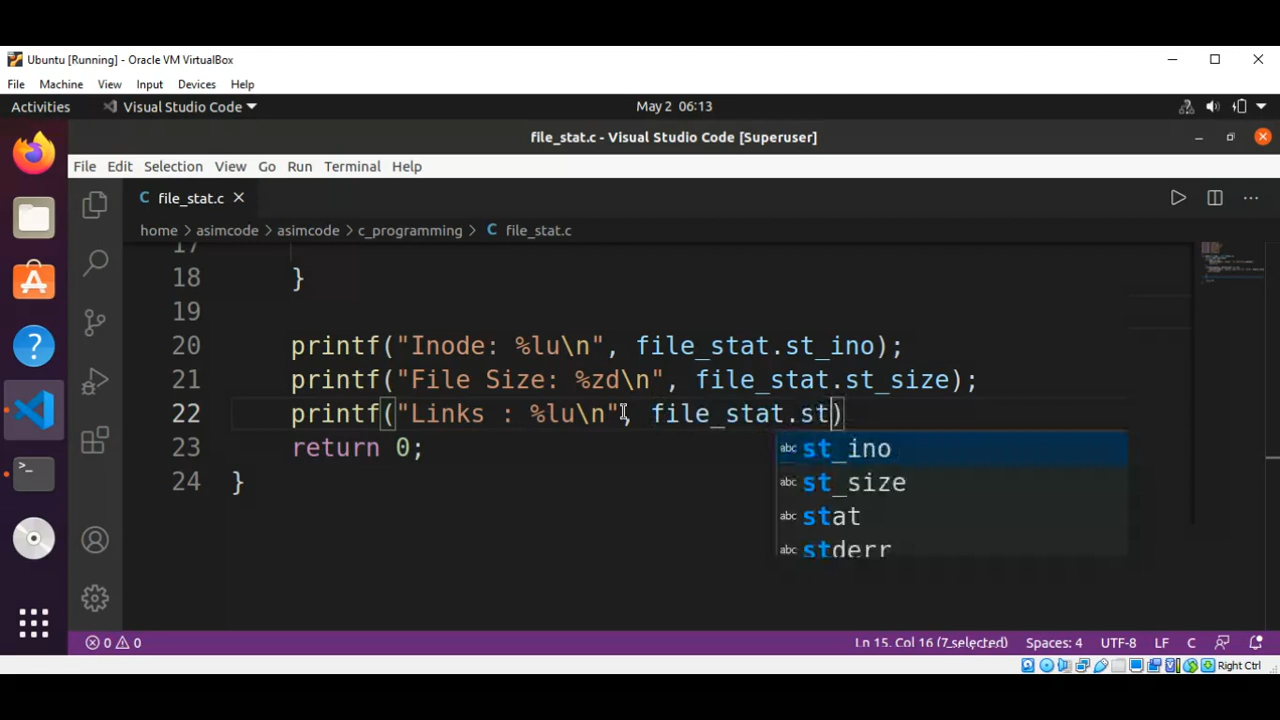 Ubuntu [Running] - Oracle VM VirtualBox
File Machine View Input Devices Help
Activities Visual Studio Code May 2 06:13
file_stat.c - Visual Studio Code [Superuser]
File Edit Selection View Go Run Terminal Help
C file_stat.c
home > asimcode > asimcode > c_programming > C file_stat.c
17
18 }
19
20 printf("Inode: %lu\n", file_stat.st_ino);
21 printf("File Size: %zd\n", file_stat.st_size);
22 printf("Links : %lu\n", file_stat.st)
abc st_ino
23 return 0;
abc st_size
24 }
abc stat
abc stderr
0 0 Ln 15, Col 16 (7 selected) Spaces: 4 UTF-8 LF C
Right Ctrl